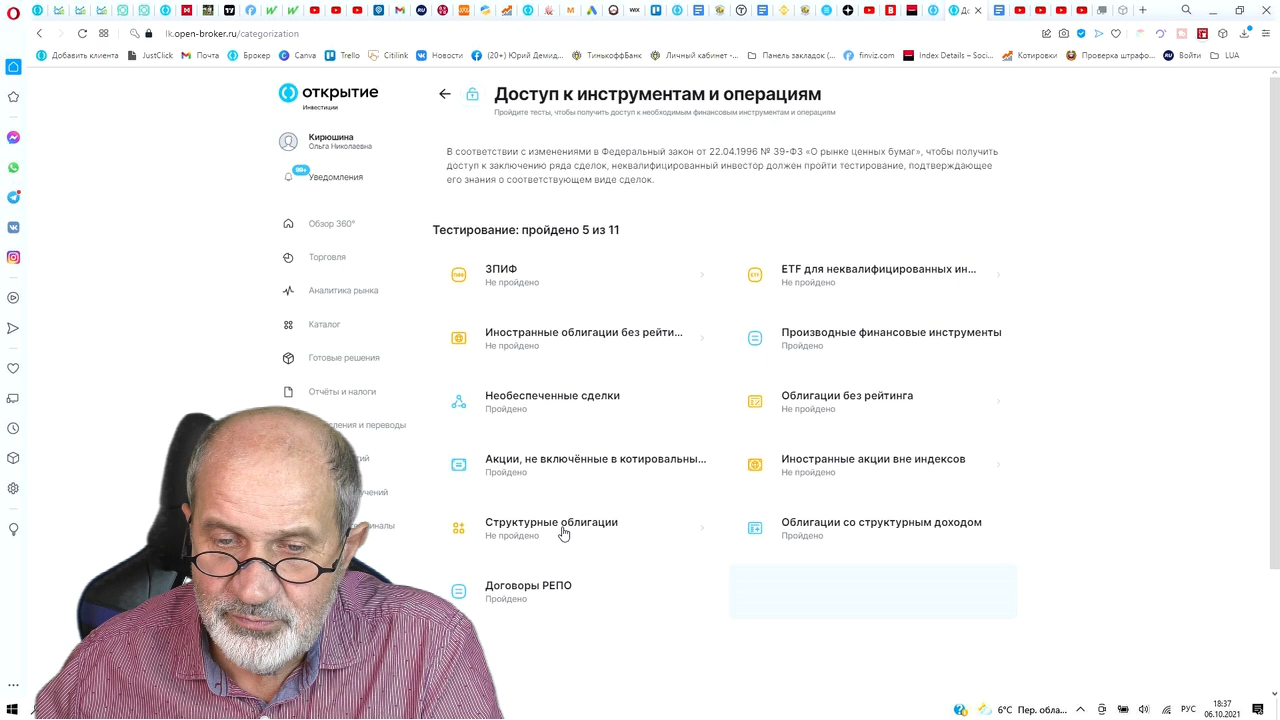 lk.open-broker.ru/categorization
Добавить клиента
JustClick
Почта
Брокер
Canva
Trello
Citilink
Новости
(20+) Юрий Демид...
ТинькоффБанк
Личный кабинет -...
Панель закладок (...
finviz.com
Index Details – Soci...
Котировки
Проверка штрафо...
Войти
LUA
открытие
Инвестиции
Доступ к инструментам и операциям
Пройдите тесты, чтобы получить доступ к необходимым финансовым инструментам и операциям
Кирюшина
Ольга Николаевна
99+
Уведомления
Обзор 360°
Торговля
Аналитика рынка
Каталог
Готовые решения
Отчёты и налоги
сления и переводы
тий
учений
иналы
В соответствии с изменениями в Федеральный закон от 22.04.1996 № 39-ФЗ «О рынке ценных бумаг», чтобы получить
доступ к заключению ряда сделок, неквалифицированный инвестор должен пройти тестирование, подтверждающее
его знания о соответствующем виде сделок.
Тестирование: пройдено 5 из 11
ЗПИФ
Не пройдено
ETF для неквалифицированных ин...
Не пройдено
Иностранные облигации без рейти...
Не пройдено
Производные финансовые инструменты
Пройдено
Необеспеченные сделки
Пройдено
Облигации без рейтинга
Не пройдено
Акции, не включённые в котировальны...
Пройдено
Иностранные акции вне индексов
Не пройдено
Структурные облигации
Не пройдено
Облигации со структурным доходом
Пройдено
Договоры РЕПО
Пройдено
6°C Пер. обла...
РУС
18:37
06.10.2021